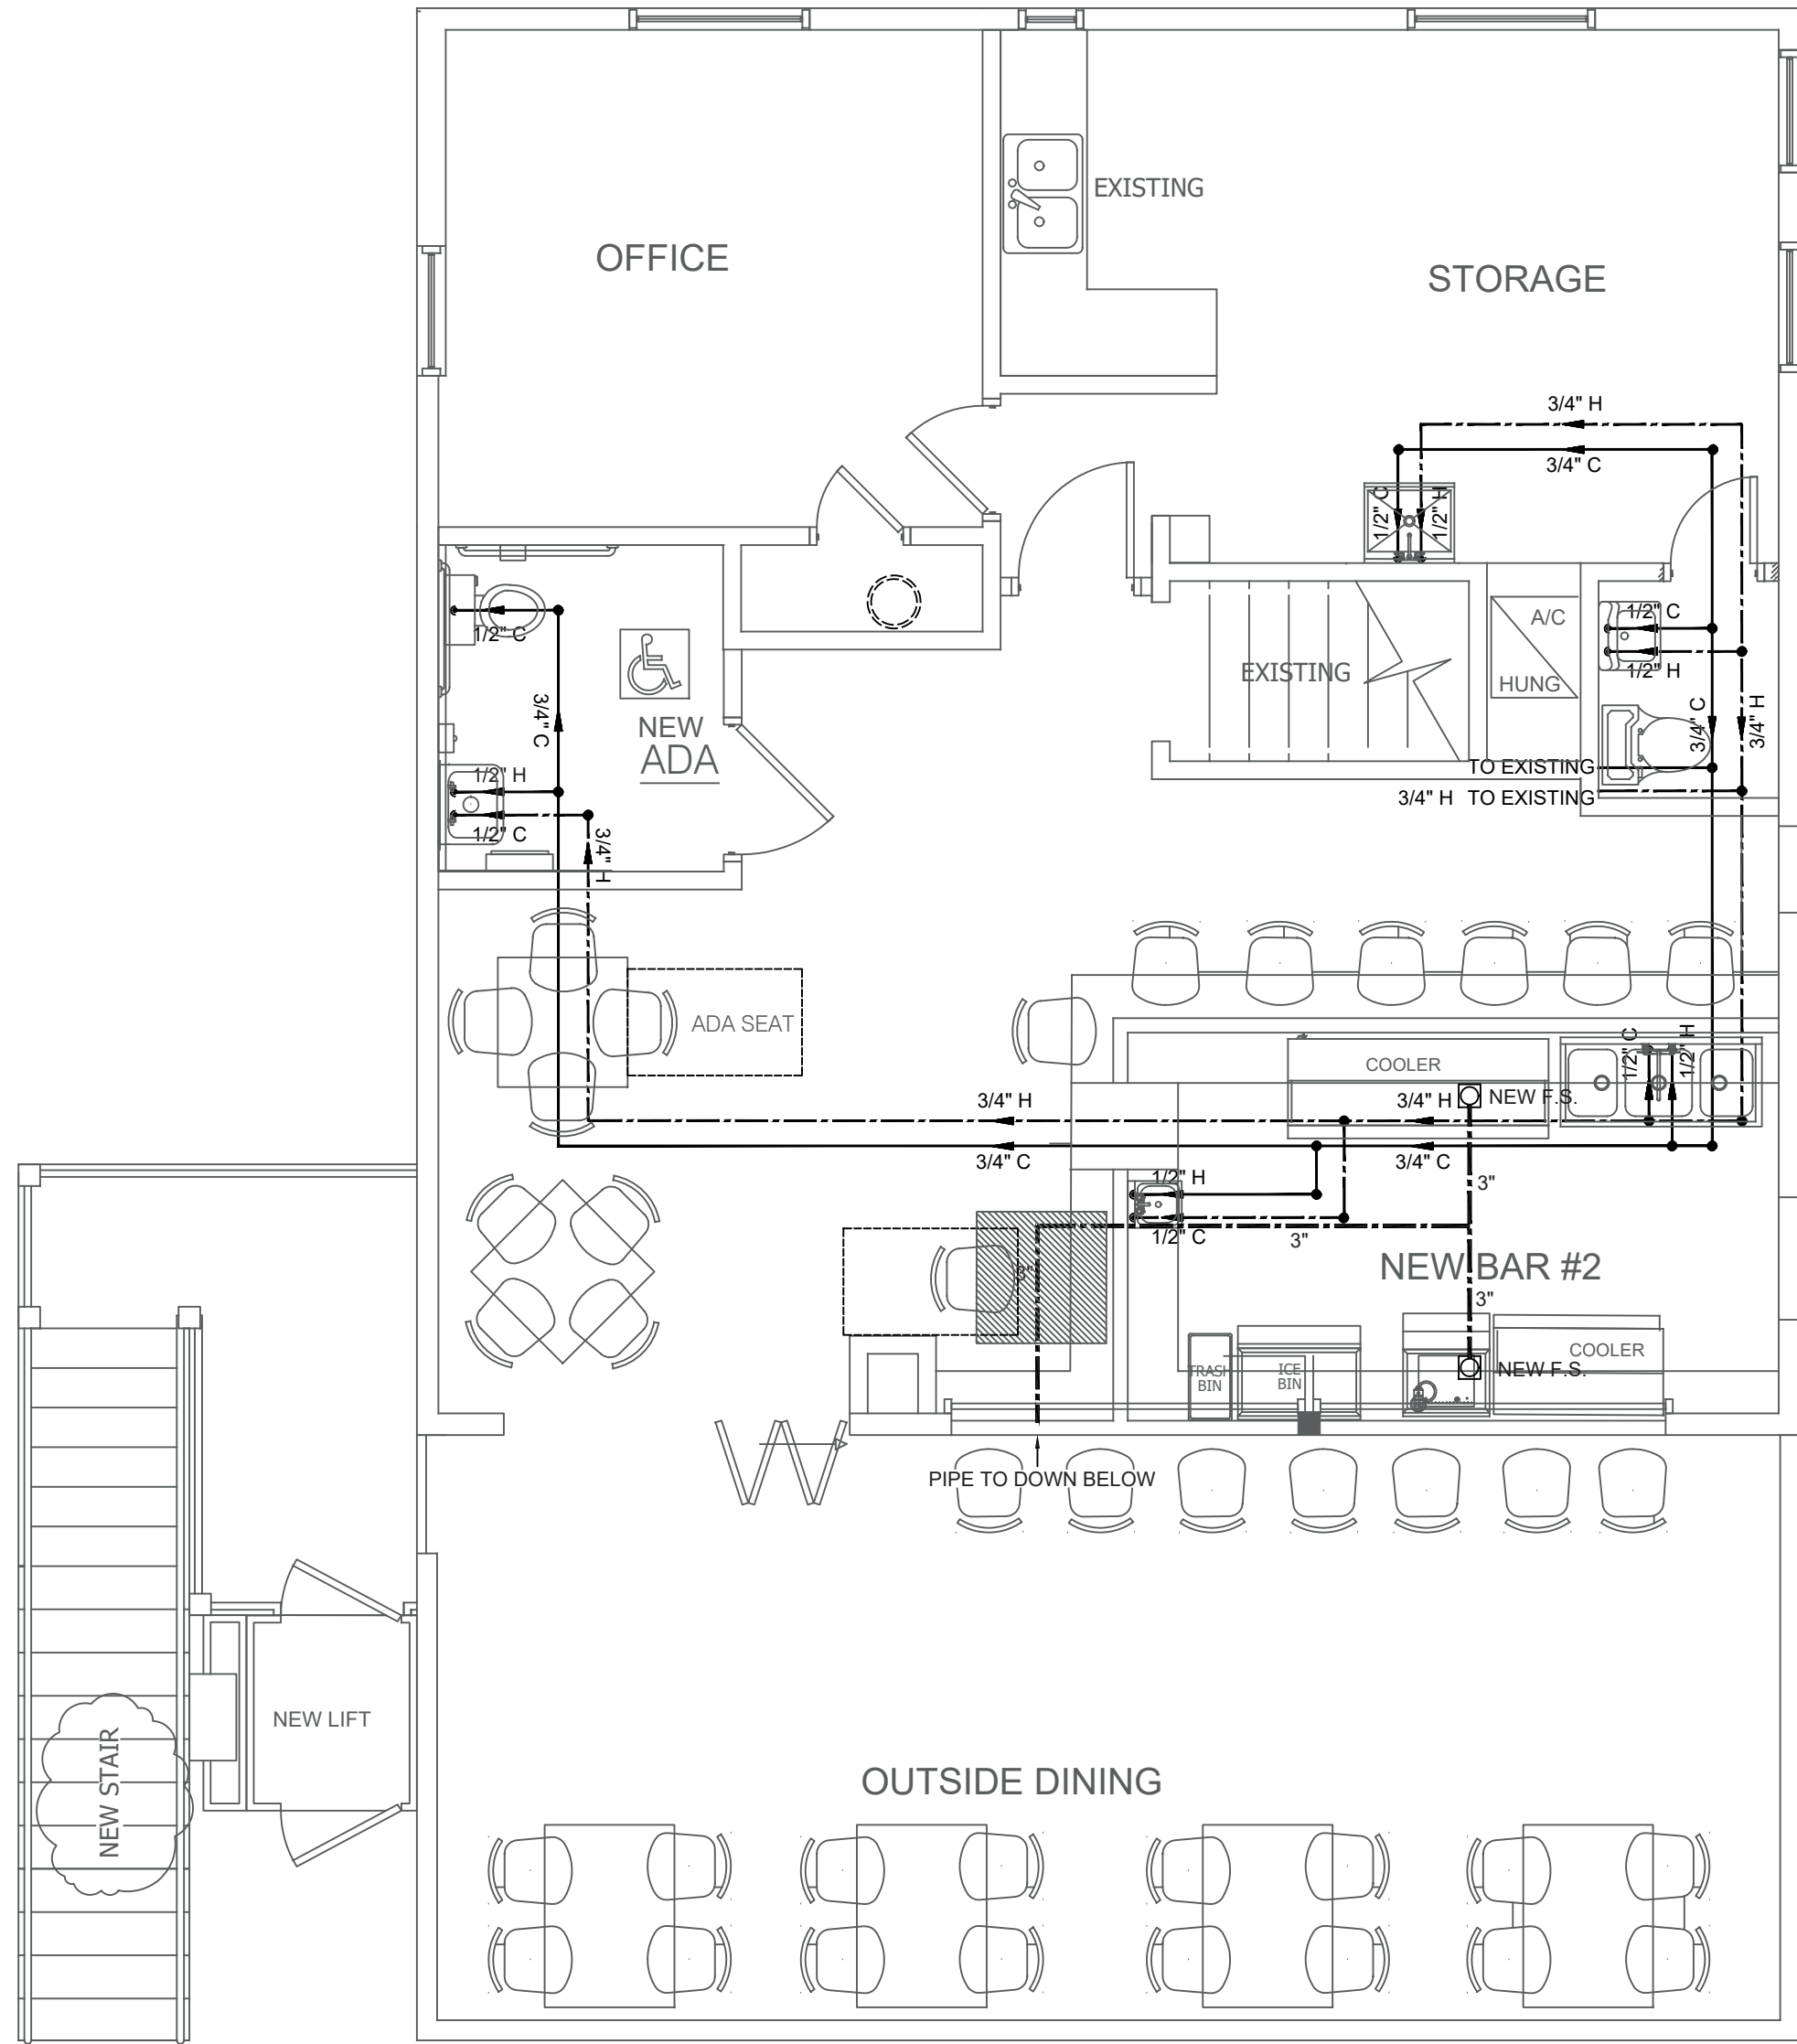 EXISTING
OFFICE
STORAGE
3/4" H
3/4" C
1/2" C
1/2" H
A/C
HUNG
1/2" C
1/2" H
1/2" C
EXISTING
NEW
ADA
3/4" C
3/4" C
3/4" H
1/2" H
1/2" C
3/4" H
TO EXISTING
3/4" H TO EXISTING
ADA SEAT
COOLER
1/2" C
1/2" H
NEW F.S.
3/4" H
3/4" H
3/4" C
3/4" C
1/2" H
3"
1/2" C
3"
3"
NEW BAR #2
3"
COOLER
TRASH
BIN
ICE
BIN
NEW F.S.
PIPE TO DOWN BELOW
NEW LIFT
NEW STAIR
OUTSIDE DINING